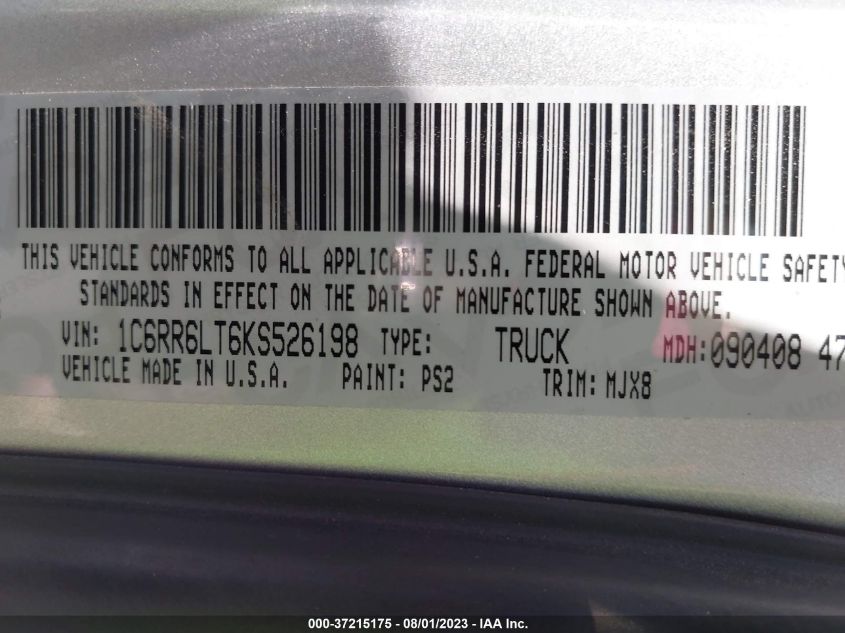 THIS VEHICLE CONFORMS TO ALL APPLICABLE U.S.A. FEDERAL MOTOR VEHICLE SAFETY
STANDARDS IN EFFECT ON THE DATE OF MANUFACTURE SHOWN ABOVE.
VIN: 1C6RR6LT6KS526198 TYPE: TRUCK MDH:090408 47
VEHICLE MADE IN U.S.A. PAINT: PS2 TRIM: MJX8
000-37215175 - 08/01/2023 - IAA Inc.